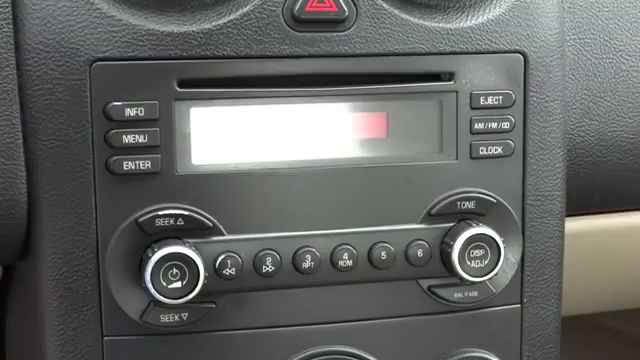 INFO
MENU
ENTER
EJECT
AM / FM / CD
CLOCK
SEEK △
TONE
1
2
3 RPT
4 RDM
5
6
DISP
ADJ
BAL / FADE
SEEK ▽